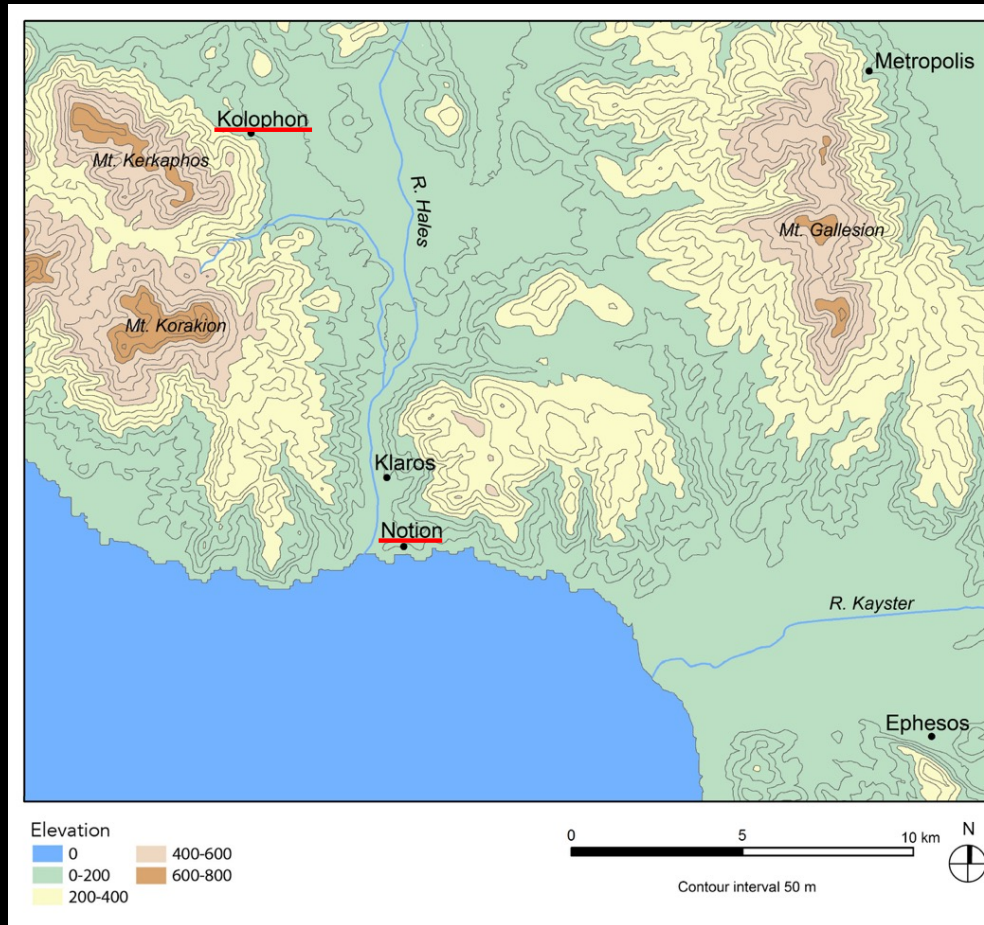 Metropolis
Kolophon
Mt. Kerkaphos
R. Hales
Mt. Gallesion
Mt. Korakion
Klaros
Notion
R. Kayster
Ephesos
Elevation
0
0-200
200-400
400-600
600-800
0 5 10 km
Contour interval 50 m
N